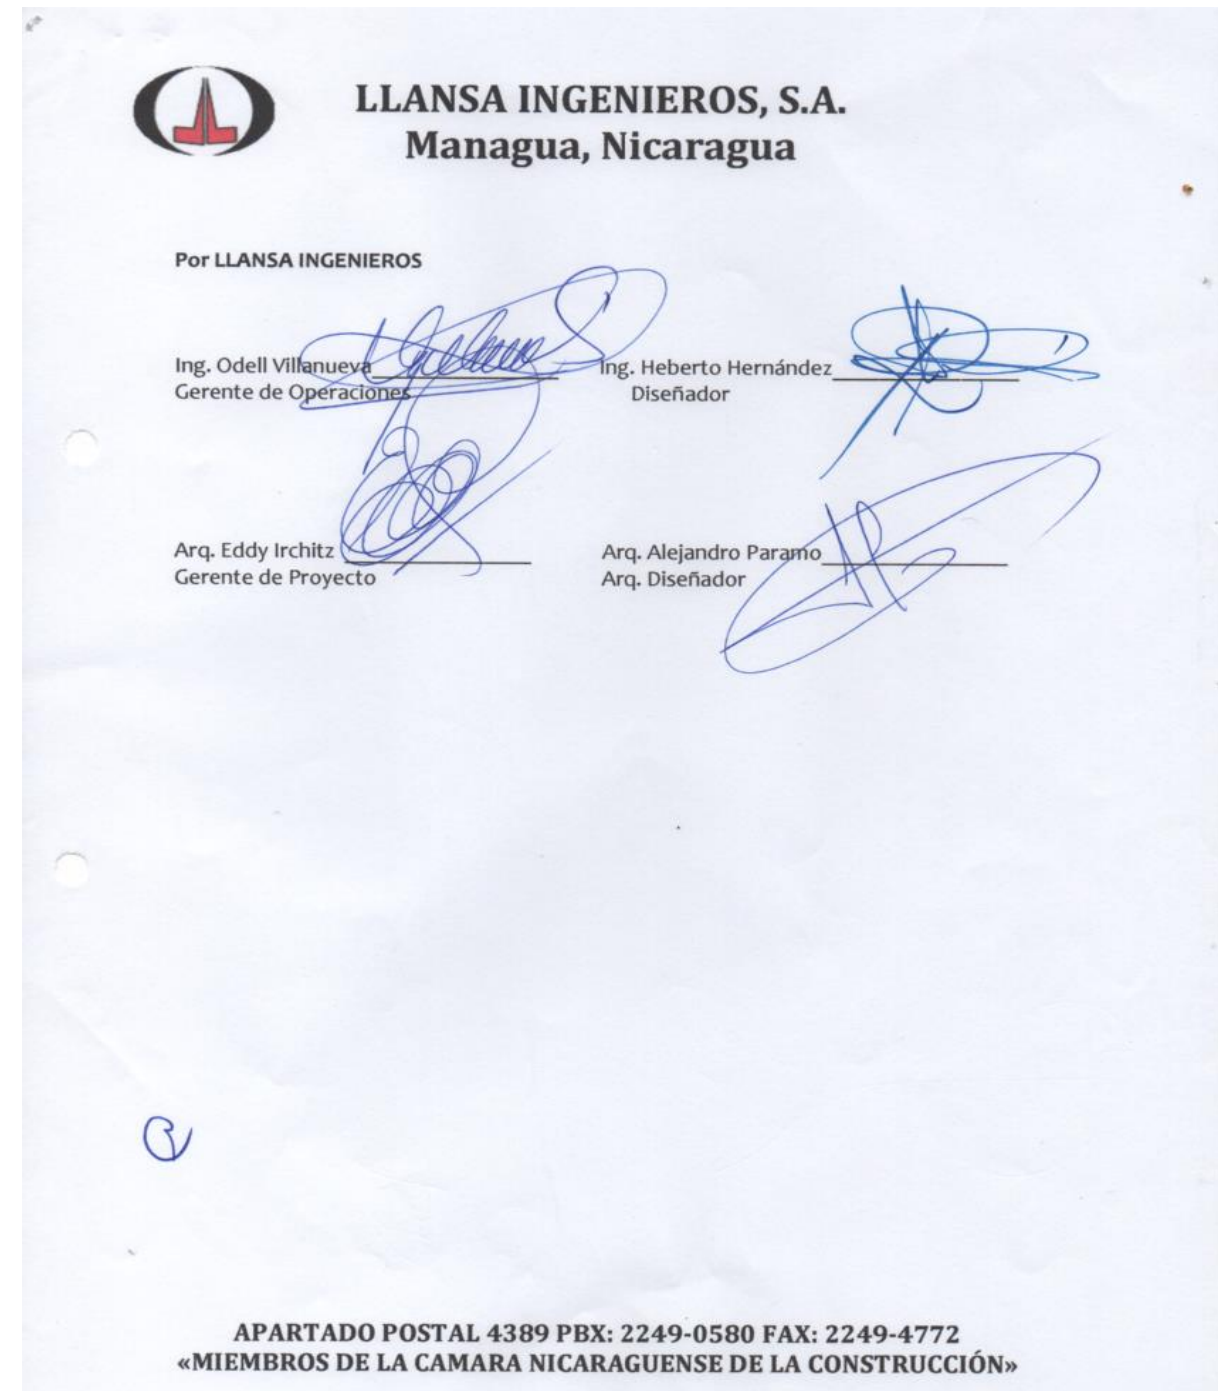 LLANSA INGENIEROS, S.A.
Managua, Nicaragua
Por LLANSA INGENIEROS
Ing. Odell Villanueva
Gerente de Operaciones
Ing. Heberto Hernández
Diseñador
Arq. Eddy Irchitz
Gerente de Proyecto
Arq. Alejandro Paramo
Arq. Diseñador
APARTADO POSTAL 4389 PBX: 2249-0580 FAX: 2249-4772
«MIEMBROS DE LA CAMARA NICARAGUENSE DE LA CONSTRUCCIÓN»